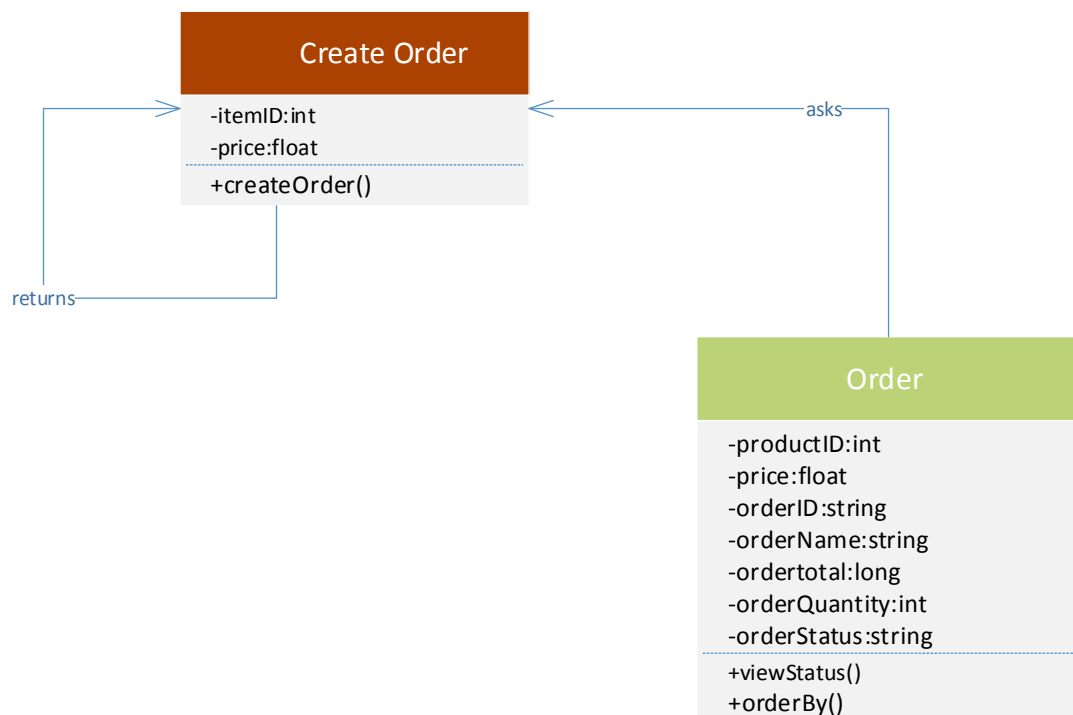 Create Order
-itemID:int
-price:float
+createOrder()
asks
returns
Order
-productID:int
-price:float
-orderID:string
-orderName:string
-ordertotal:long
-orderQuantity:int
-orderStatus:string
+viewStatus()
+orderBy()